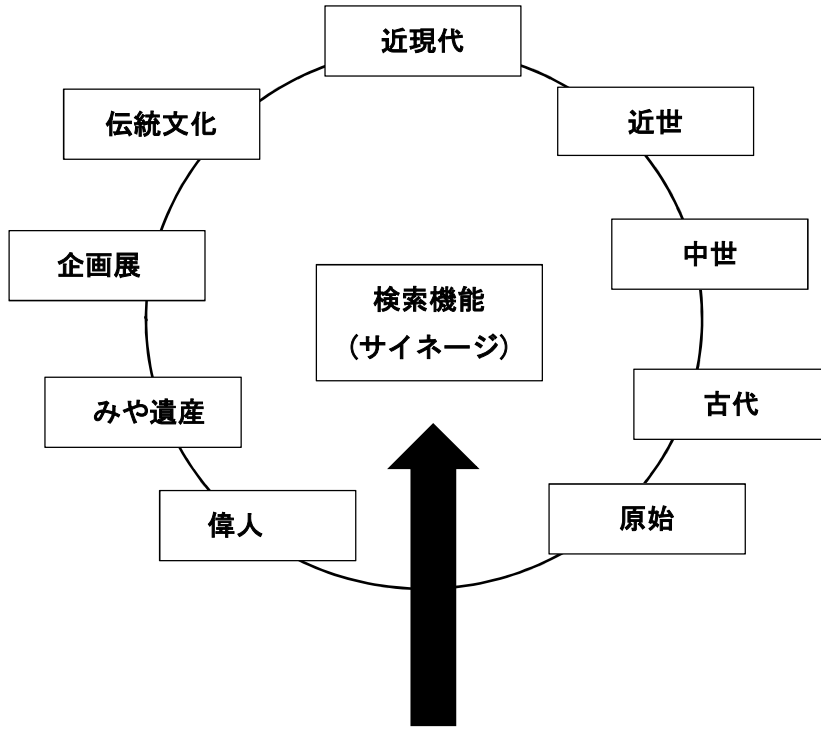 近現代
伝統文化
近世
企画展
中世
検索機能
（サイネージ）
みや遺産
古代
偉人
原始